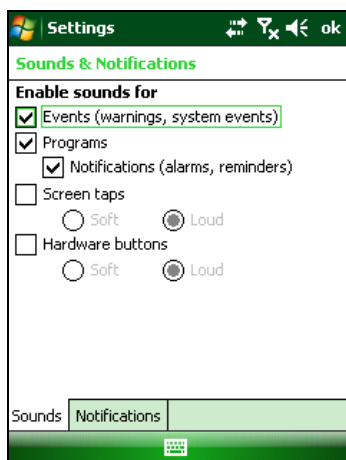 Settings ok
Sounds & Notifications
Enable sounds for
Events (warnings, system events)
Programs
Notifications (alarms, reminders)
Screen taps
Soft Loud
Hardware buttons
Soft Loud
Sounds Notifications